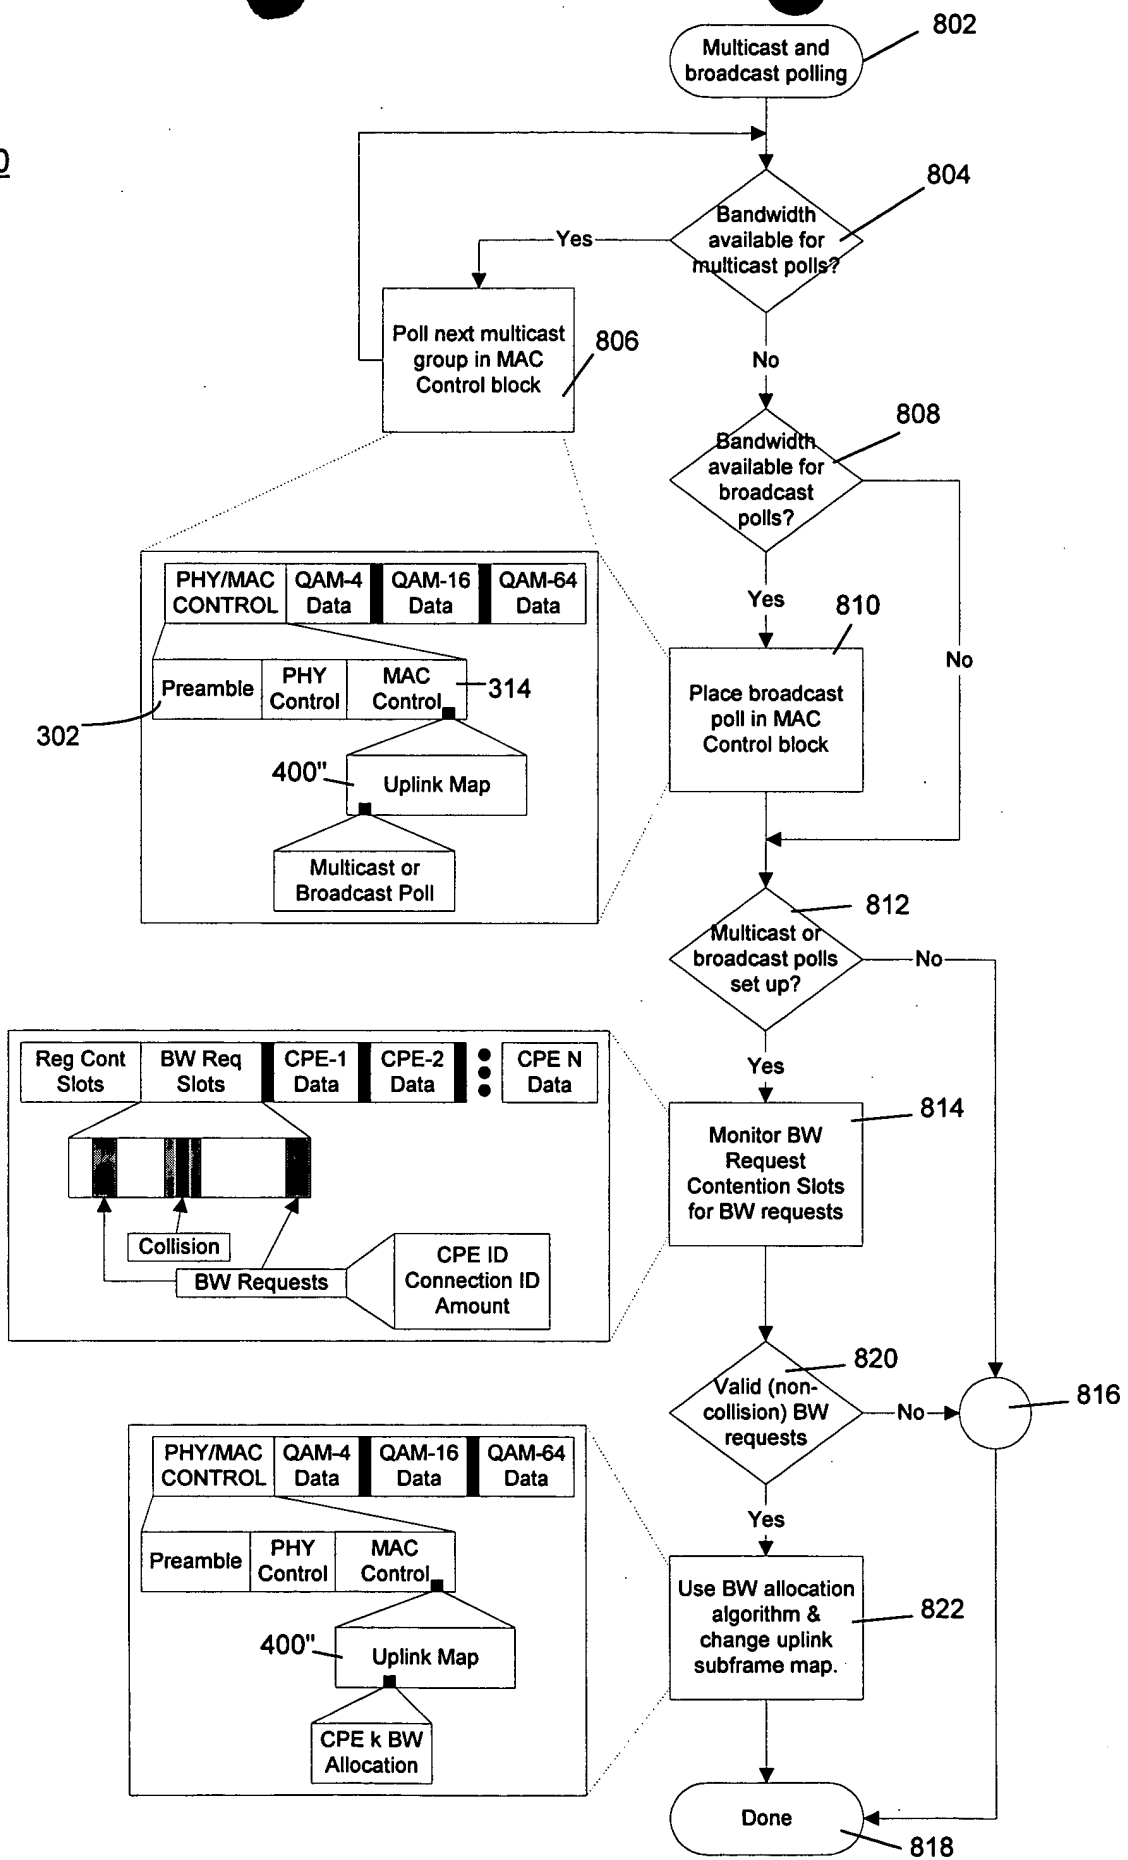 802
Multicast and
broadcast polling
0
804
Bandwidth
available for
multicast polls?
Yes
Poll next multicast
group in MAC
Control block
806
No
808
Bandwidth
available for
broadcast
polls?
PHY/MAC
CONTROL
QAM-4
Data
QAM-16
Data
QAM-64
Data
Yes
810
No
Preamble
PHY
Control
MAC
Control
314
302
Place broadcast
poll in MAC
Control block
400"
Uplink Map
Multicast or
Broadcast Poll
812
Multicast or
broadcast polls
set up?
No
Reg Cont
Slots
BW Req
Slots
CPE-1
Data
CPE-2
Data
CPE N
Data
Yes
814
Monitor BW
Request
Contention Slots
for BW requests
Collision
BW Requests
CPE ID
Connection ID
Amount
820
Valid (non-
collision) BW
requests
No
816
PHY/MAC
CONTROL
QAM-4
Data
QAM-16
Data
QAM-64
Data
Yes
Preamble
PHY
Control
MAC
Control
Use BW allocation
algorithm &
change uplink
subframe map.
822
400"
Uplink Map
CPE k BW
Allocation
Done
818